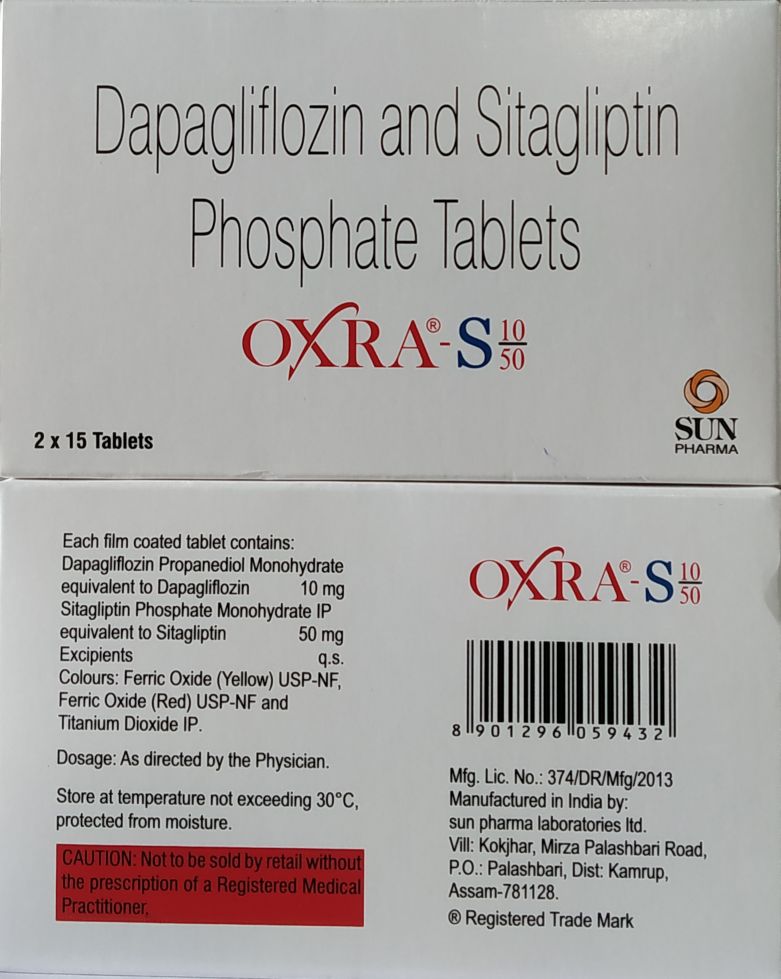 Dapagliflozin and Sitagliptin
Phosphate Tablets
OXRA®-S 10/50
2 x 15 Tablets
SUN
PHARMA
Each film coated tablet contains:
Dapagliflozin Propanediol Monohydrate
equivalent to Dapagliflozin 10 mg
Sitagliptin Phosphate Monohydrate IP
equivalent to Sitagliptin 50 mg
Excipients q.s.
Colours: Ferric Oxide (Yellow) USP-NF,
Ferric Oxide (Red) USP-NF and
Titanium Dioxide IP.
Dosage: As directed by the Physician.
Store at temperature not exceeding 30°C,
protected from moisture.
CAUTION: Not to be sold by retail without
the prescription of a Registered Medical
Practitioner.
OXRA®-S 10/50
8 901296 059432
Mfg. Lic. No.: 374/DR/Mfg/2013
Manufactured in India by:
sun pharma laboratories ltd.
Vill: Kokjhar, Mirza Palashbari Road,
P.O.: Palashbari, Dist: Kamrup,
Assam-781128.
® Registered Trade Mark